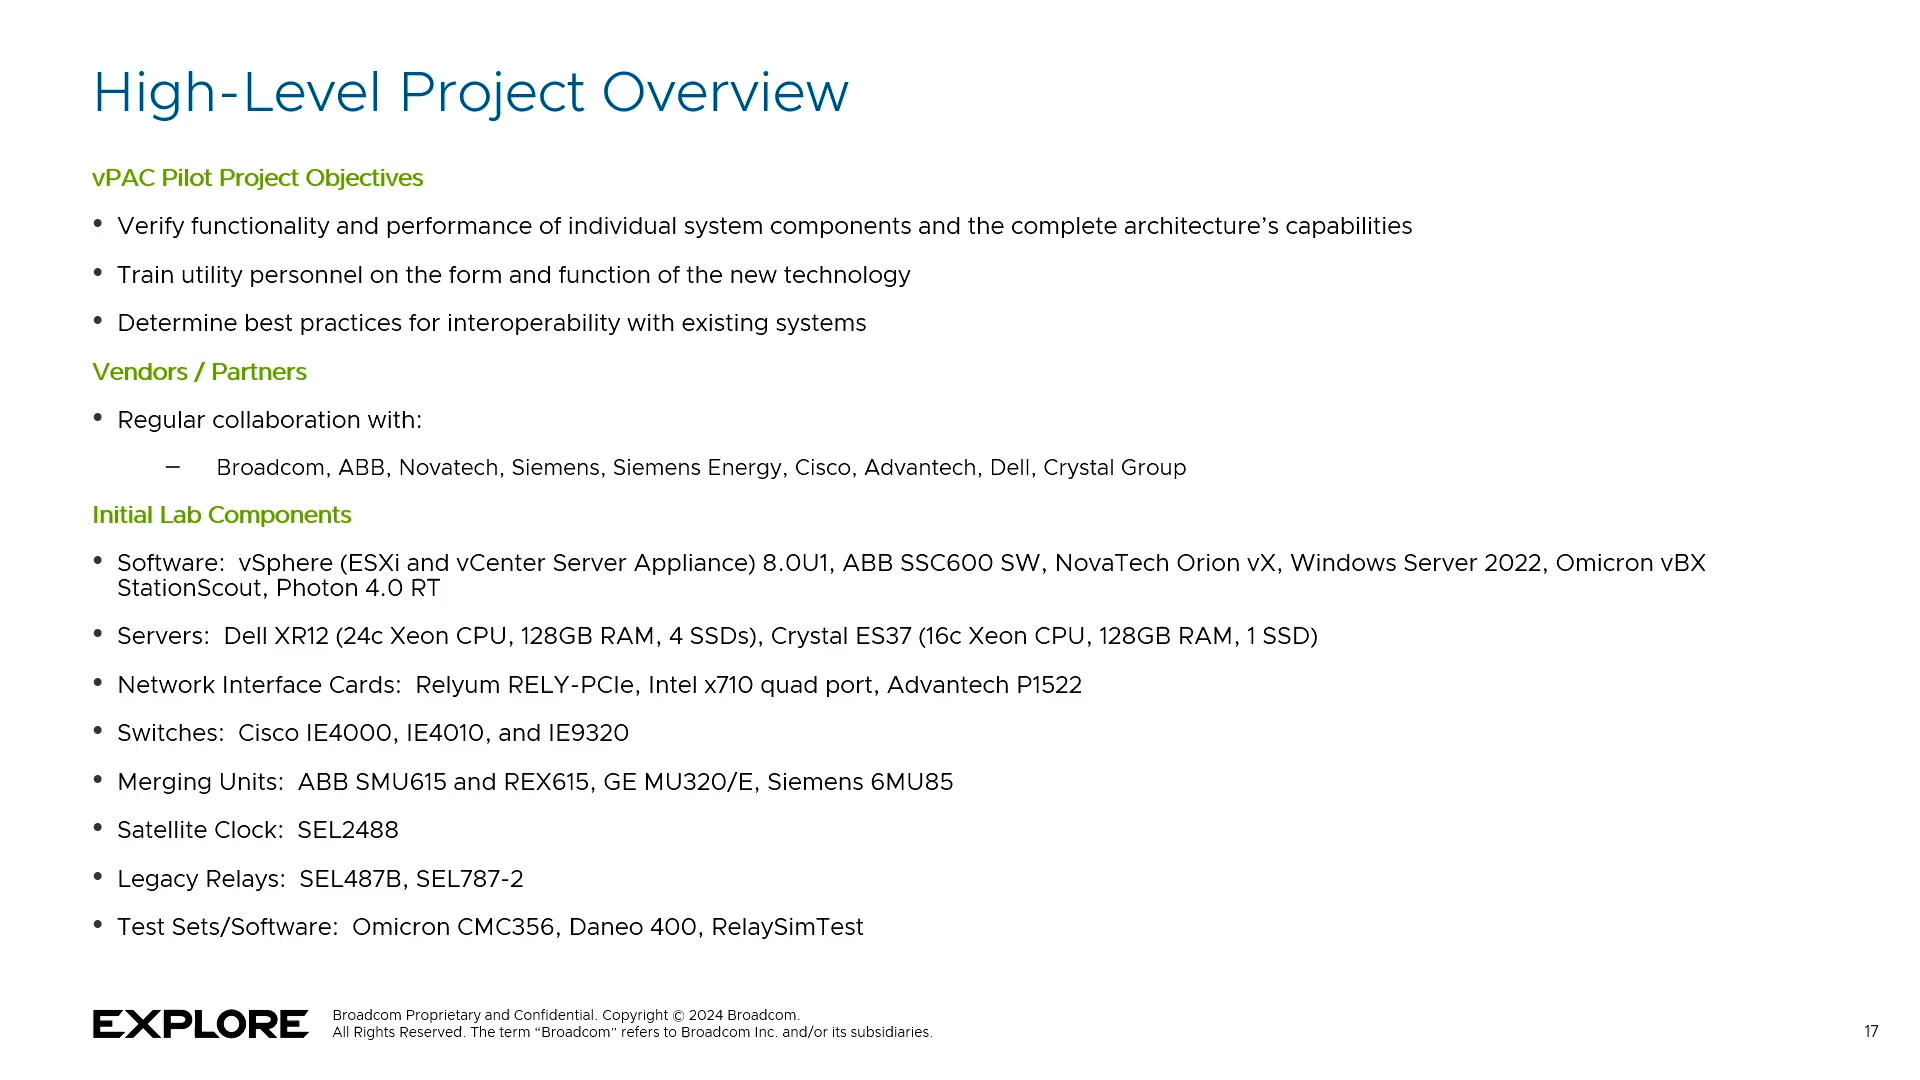 High-Level Project Overview
vPAC Pilot Project Objectives
• Verify functionality and performance of individual system components and the complete architecture’s capabilities
• Train utility personnel on the form and function of the new technology
• Determine best practices for interoperability with existing systems
Vendors / Partners
• Regular collaboration with:
– Broadcom, ABB, Novatech, Siemens, Siemens Energy, Cisco, Advantech, Dell, Crystal Group
Initial Lab Components
• Software: vSphere (ESXi and vCenter Server Appliance) 8.0U1, ABB SSC600 SW, NovaTech Orion vX, Windows Server 2022, Omicron vBX
StationScout, Photon 4.0 RT
• Servers: Dell XR12 (24c Xeon CPU, 128GB RAM, 4 SSDs), Crystal ES37 (16c Xeon CPU, 128GB RAM, 1 SSD)
• Network Interface Cards: Relyum RELY-PCIe, Intel x710 quad port, Advantech P1522
• Switches: Cisco IE4000, IE4010, and IE9320
• Merging Units: ABB SMU615 and REX615, GE MU320/E, Siemens 6MU85
• Satellite Clock: SEL2488
• Legacy Relays: SEL487B, SEL787-2
• Test Sets/Software: Omicron CMC356, Daneo 400, RelaySimTest
EXPLORE
Broadcom Proprietary and Confidential. Copyright © 2024 Broadcom.
All Rights Reserved. The term “Broadcom” refers to Broadcom Inc. and/or its subsidiaries.
17